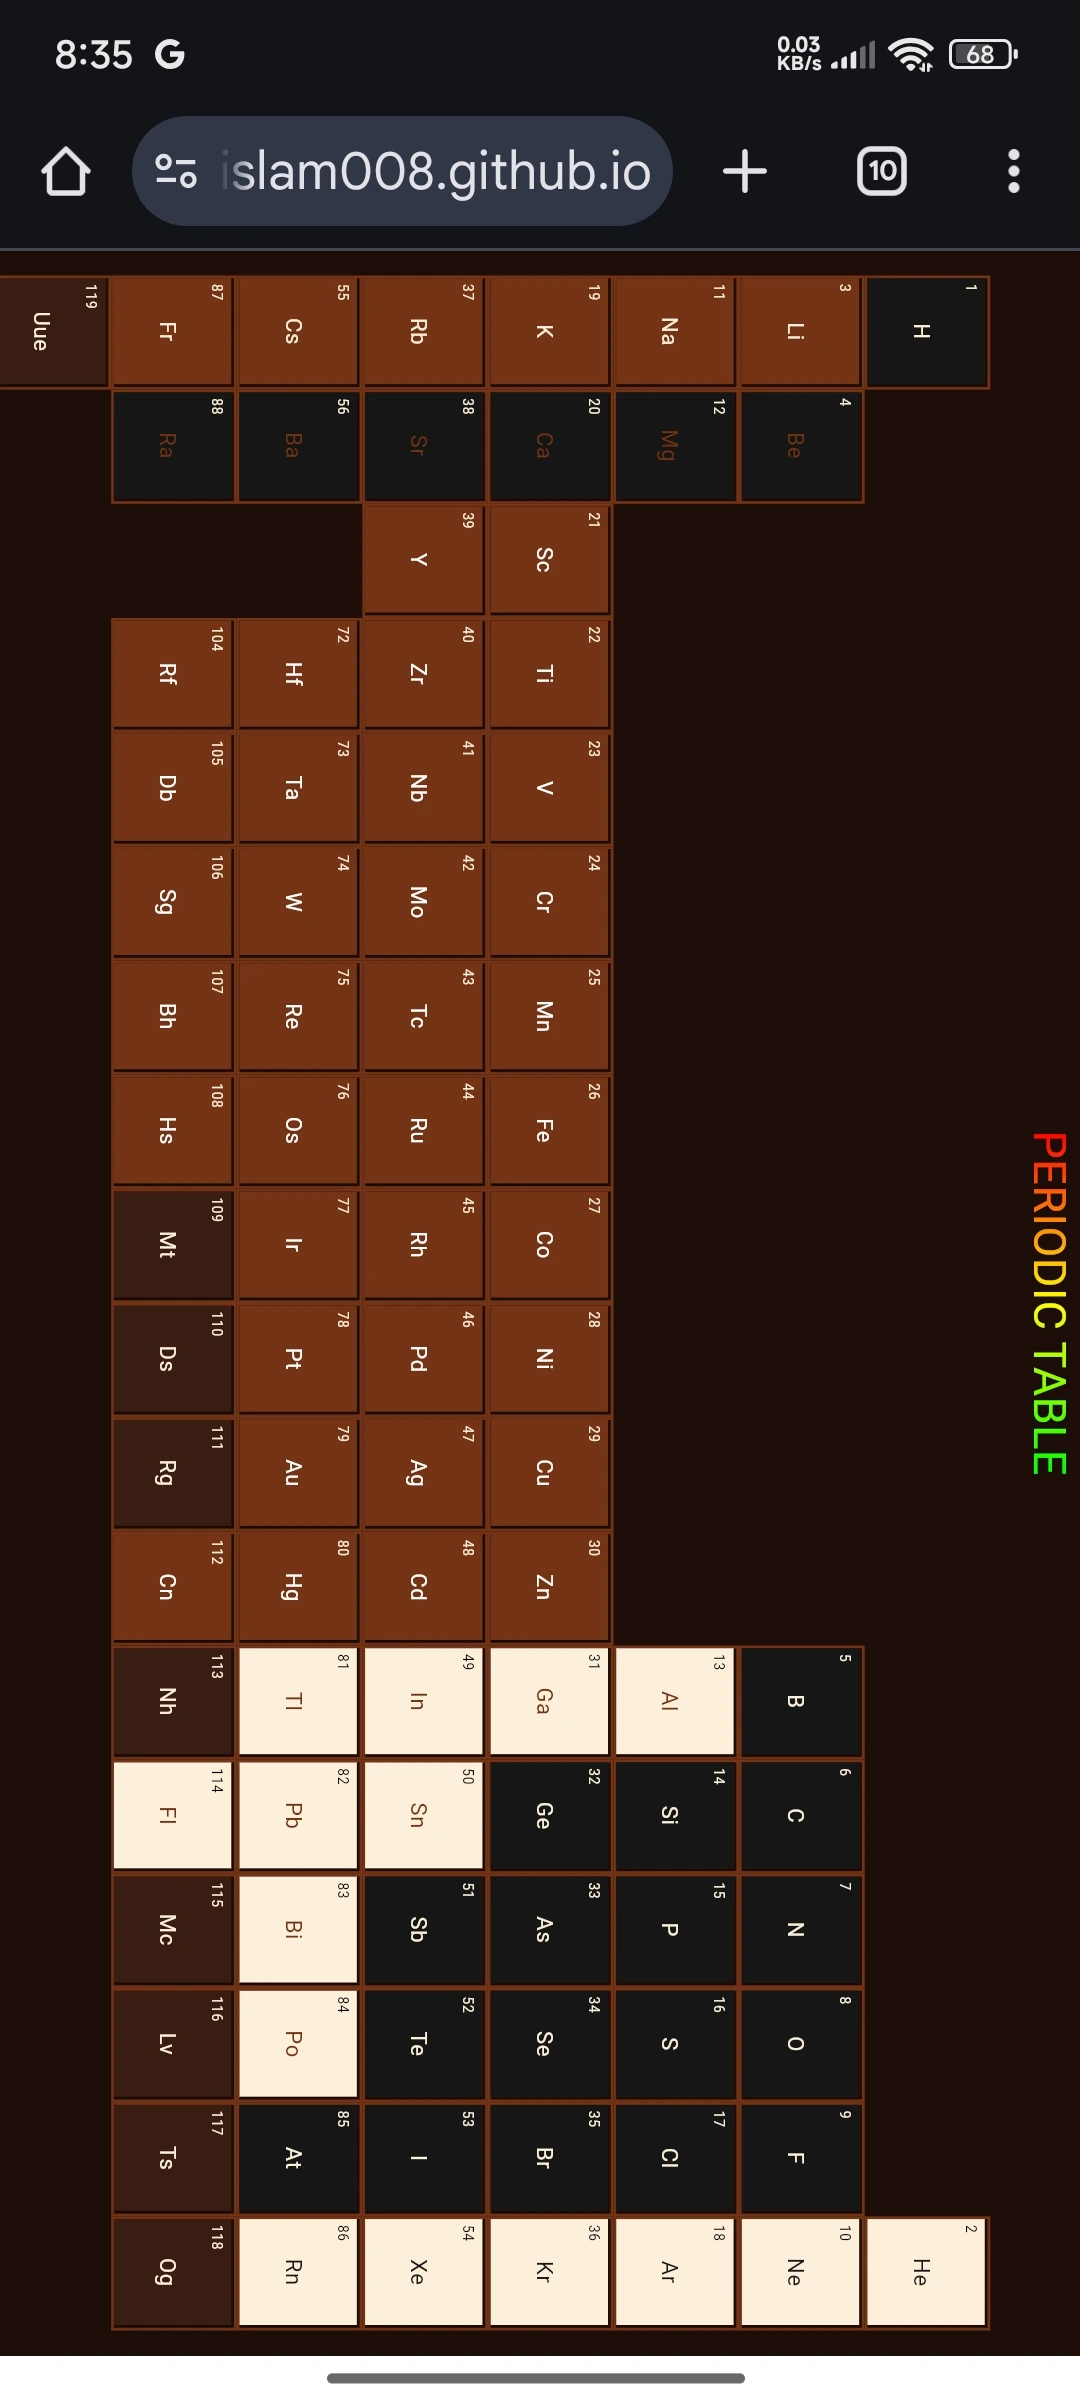 8:35 G 0.03 KB/s 68
islam008.github.io 10
PERIODIC TABLE
1 H 2 He
3 Li 4 Be 5 B 6 C 7 N 8 O 9 F 10 Ne
11 Na 12 Mg 13 Al 14 Si 15 P 16 S 17 Cl 18 Ar
19 K 20 Ca 21 Sc 22 Ti 23 V 24 Cr 25 Mn 26 Fe 27 Co 28 Ni 29 Cu 30 Zn 31 Ga 32 Ge 33 As 34 Se 35 Br 36 Kr
37 Rb 38 Sr 39 Y 40 Zr 41 Nb 42 Mo 43 Tc 44 Ru 45 Rh 46 Pd 47 Ag 48 Cd 49 In 50 Sn 51 Sb 52 Te 53 I 54 Xe
55 Cs 56 Ba 72 Hf 73 Ta 74 W 75 Re 76 Os 77 Ir 78 Pt 79 Au 80 Hg 81 Tl 82 Pb 83 Bi 84 Po 85 At 86 Rn
87 Fr 88 Ra 104 Rf 105 Db 106 Sg 107 Bh 108 Hs 109 Mt 110 Ds 111 Rg 112 Cn 113 Nh 114 Fl 115 Mc 116 Lv 117 Ts 118 Og
119 Uue